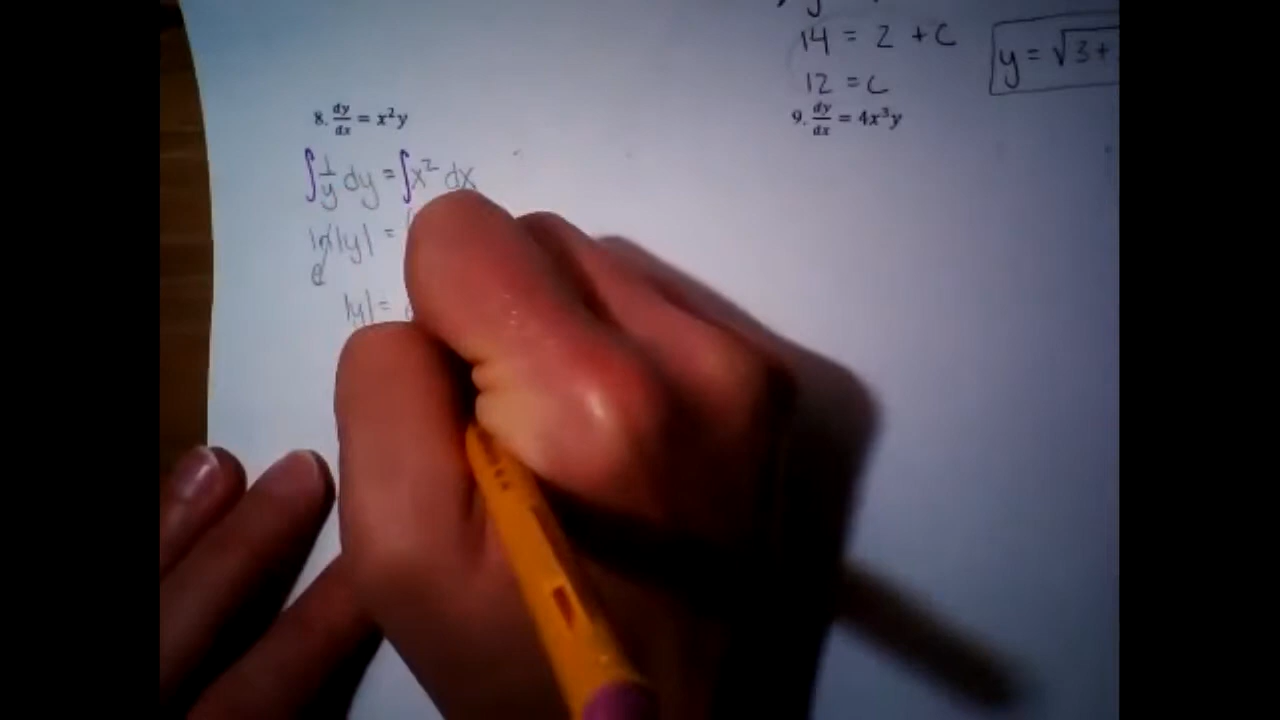 14 = 2 + C
12 = C
y = √3 +
8. dy/dx = x²y
∫ 1/y dy = ∫ x² dx
ln|y| =
e
|y| =
9. dy/dx = 4x³y